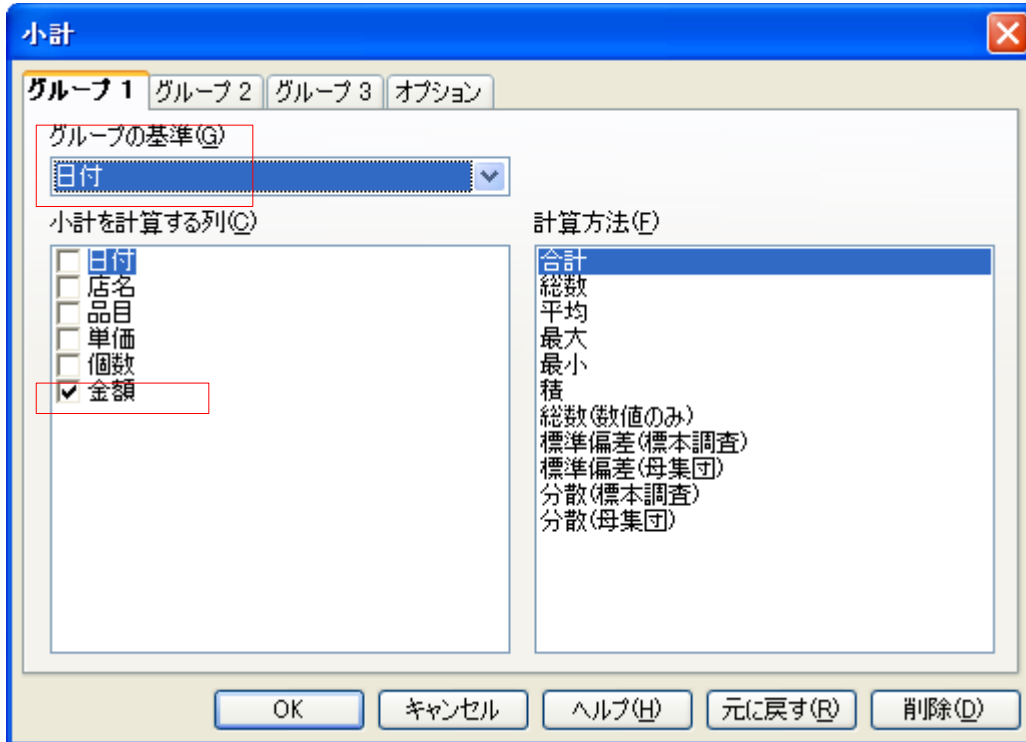 小計
グループ 1 グループ 2 グループ 3 オプション
グループの基準(G)
日付
小計を計算する列(C)
日付
店名
品目
単価
個数
金額
計算方法(F)
合計
総数
平均
最大
最小
積
総数(数値のみ)
標準偏差(標本調査)
標準偏差(母集団)
分散(標本調査)
分散(母集団)
OK キャンセル ヘルプ(H) 元に戻す(R) 削除(D)